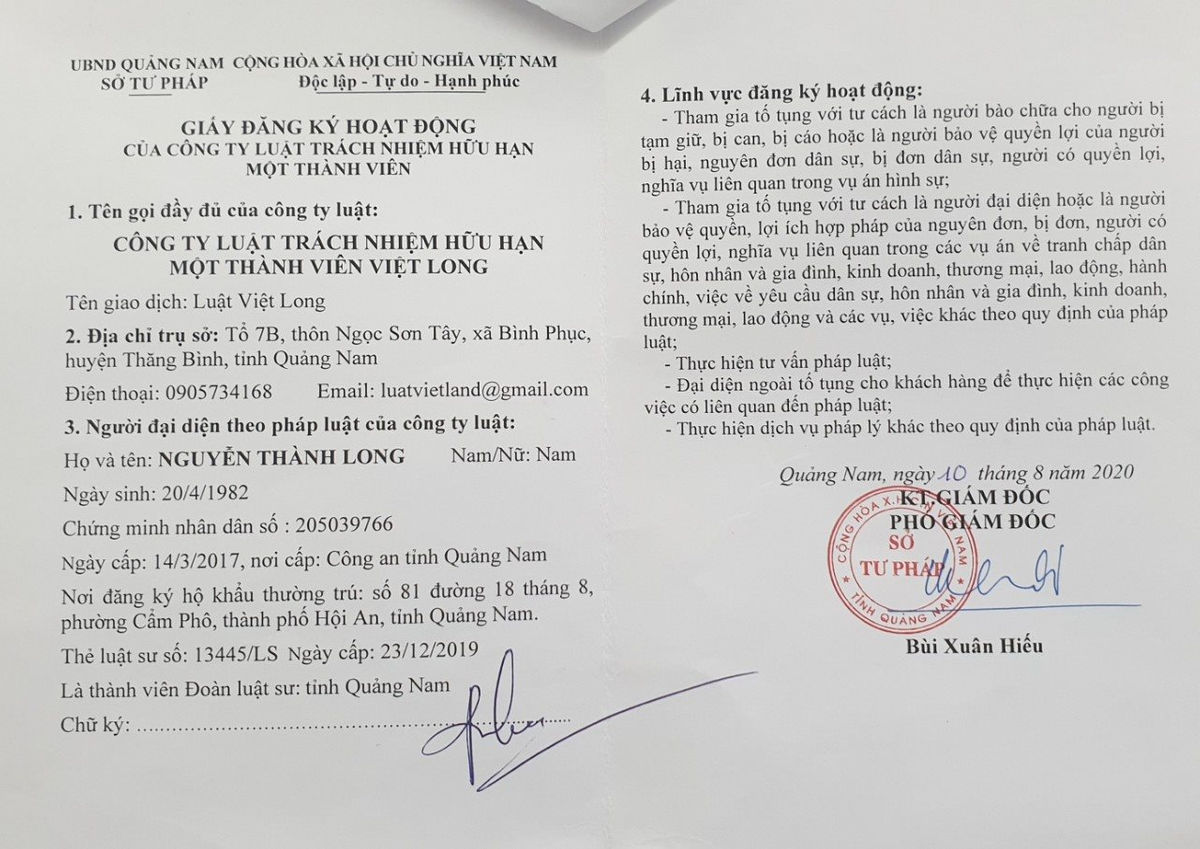 UBND QUẢNG NAM CỘNG HÒA XÃ HỘI CHỦ NGHĨA VIỆT NAM
SỞ TƯ PHÁP Độc lập - Tự do - Hạnh phúc
GIẤY ĐĂNG KÝ HOẠT ĐỘNG
CỦA CÔNG TY LUẬT TRÁCH NHIỆM HỮU HẠN
MỘT THÀNH VIÊN
1. Tên gọi đầy đủ của công ty luật:
CÔNG TY LUẬT TRÁCH NHIỆM HỮU HẠN
MỘT THÀNH VIÊN VIỆT LONG
Tên giao dịch: Luật Việt Long
2. Địa chỉ trụ sở: Tổ 7B, thôn Ngọc Sơn Tây, xã Bình Phục,
huyện Thăng Bình, tỉnh Quảng Nam
Điện thoại: 0905734168 Email: luatvietland@gmail.com
3. Người đại diện theo pháp luật của công ty luật:
Họ và tên: NGUYỄN THÀNH LONG Nam/Nữ: Nam
Ngày sinh: 20/4/1982
Chứng minh nhân dân số : 205039766
Ngày cấp: 14/3/2017, nơi cấp: Công an tỉnh Quảng Nam
Nơi đăng ký hộ khẩu thường trú: số 81 đường 18 tháng 8,
phường Cẩm Phô, thành phố Hội An, tỉnh Quảng Nam.
Thẻ luật sư số: 13445/LS Ngày cấp: 23/12/2019
Là thành viên Đoàn luật sư: tỉnh Quảng Nam
Chữ ký: ........................................
4. Lĩnh vực đăng ký hoạt động:
- Tham gia tố tụng với tư cách là người bào chữa cho người bị
tạm giữ, bị can, bị cáo hoặc là người bảo vệ quyền lợi của người
bị hại, nguyên đơn dân sự, bị đơn dân sự, người có quyền lợi,
nghĩa vụ liên quan trong vụ án hình sự;
- Tham gia tố tụng với tư cách là người đại diện hoặc là người
bảo vệ quyền, lợi ích hợp pháp của nguyên đơn, bị đơn, người có
quyền lợi, nghĩa vụ liên quan trong các vụ án về tranh chấp dân
sự, hôn nhân và gia đình, kinh doanh, thương mại, lao động, hành
chính, việc về yêu cầu dân sự, hôn nhân và gia đình, kinh doanh,
thương mại, lao động và các vụ, việc khác theo quy định của pháp
luật;
- Thực hiện tư vấn pháp luật;
- Đại diện ngoài tố tụng cho khách hàng để thực hiện các công
việc có liên quan đến pháp luật;
- Thực hiện dịch vụ pháp lý khác theo quy định của pháp luật.
Quảng Nam, ngày 10 tháng 8 năm 2020
KT.GIÁM ĐỐC
PHÓ GIÁM ĐỐC
CỘNG HÒA X.H.C.N VIỆT NAM
SỞ
TƯ PHÁP
TỈNH QUẢNG NAM
Bùi Xuân Hiếu